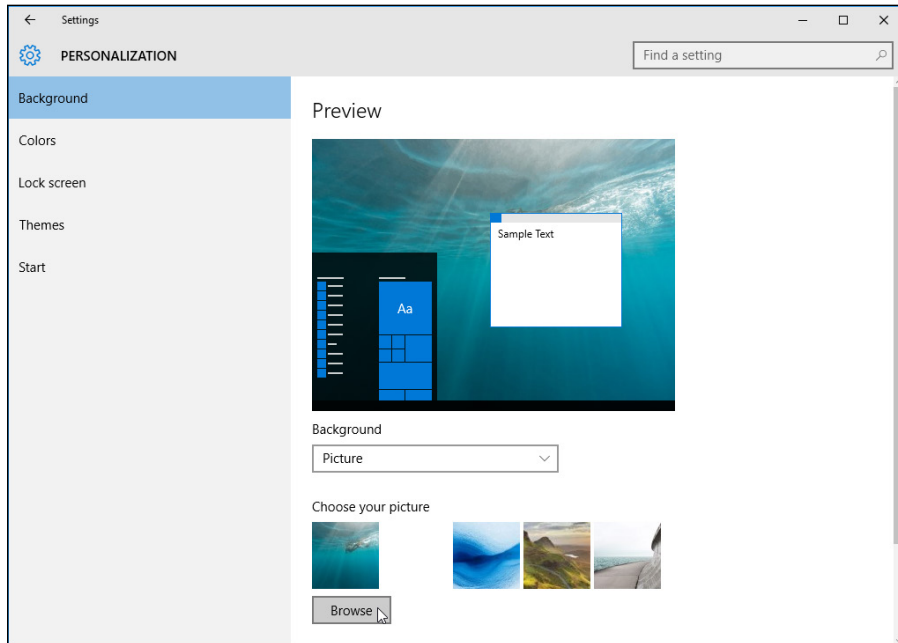 Settings
PERSONALIZATION
Find a setting
Background
Colors
Lock screen
Themes
Start
Preview
Sample Text
Aa
Background
Picture
Choose your picture
Browse